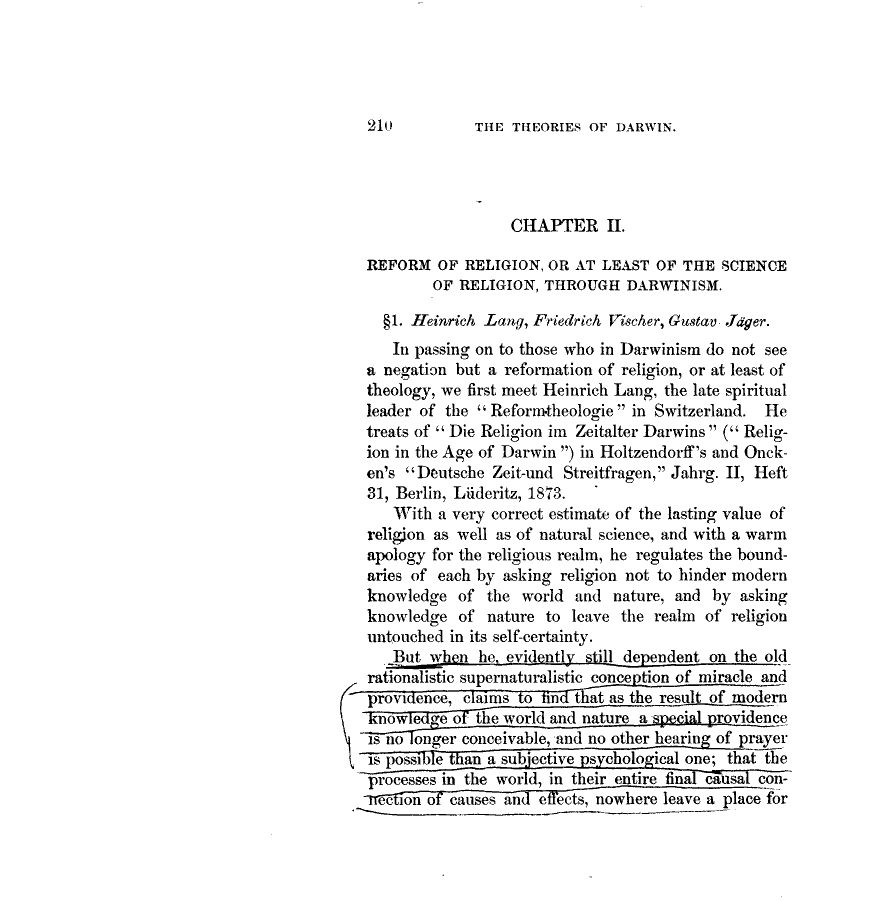 210 THE THEORIES OF DARWIN.
CHAPTER II.
REFORM OF RELIGION, OR AT LEAST OF THE SCIENCE
OF RELIGION, THROUGH DARWINISM.
§1. Heinrich Lang, Friedrich Vischer, Gustav Jäger.
In passing on to those who in Darwinism do not see
a negation but a reformation of religion, or at least of
theology, we first meet Heinrich Lang, the late spiritual
leader of the “Reform-theologie” in Switzerland. He
treats of “Die Religion im Zeitalter Darwins” (“Relig-
ion in the Age of Darwin”) in Holtzendorff's and Onck-
en's “Deutsche Zeit-und Streitfragen,” Jahrg. II, Heft
31, Berlin, Lüderitz, 1873.
With a very correct estimate of the lasting value of
religion as well as of natural science, and with a warm
apology for the religious realm, he regulates the bound-
aries of each by asking religion not to hinder modern
knowledge of the world and nature, and by asking
knowledge of nature to leave the realm of religion
untouched in its self-certainty.
But when he, evidently still dependent on the old
rationalistic supernaturalistic conception of miracle and
providence, claims to find that as the result of modern
knowledge of the world and nature a special providence
is no longer conceivable, and no other hearing of prayer
is possible than a subjective psychological one; that the
processes in the world, in their entire final causal con-
nection of causes and effects, nowhere leave a place for